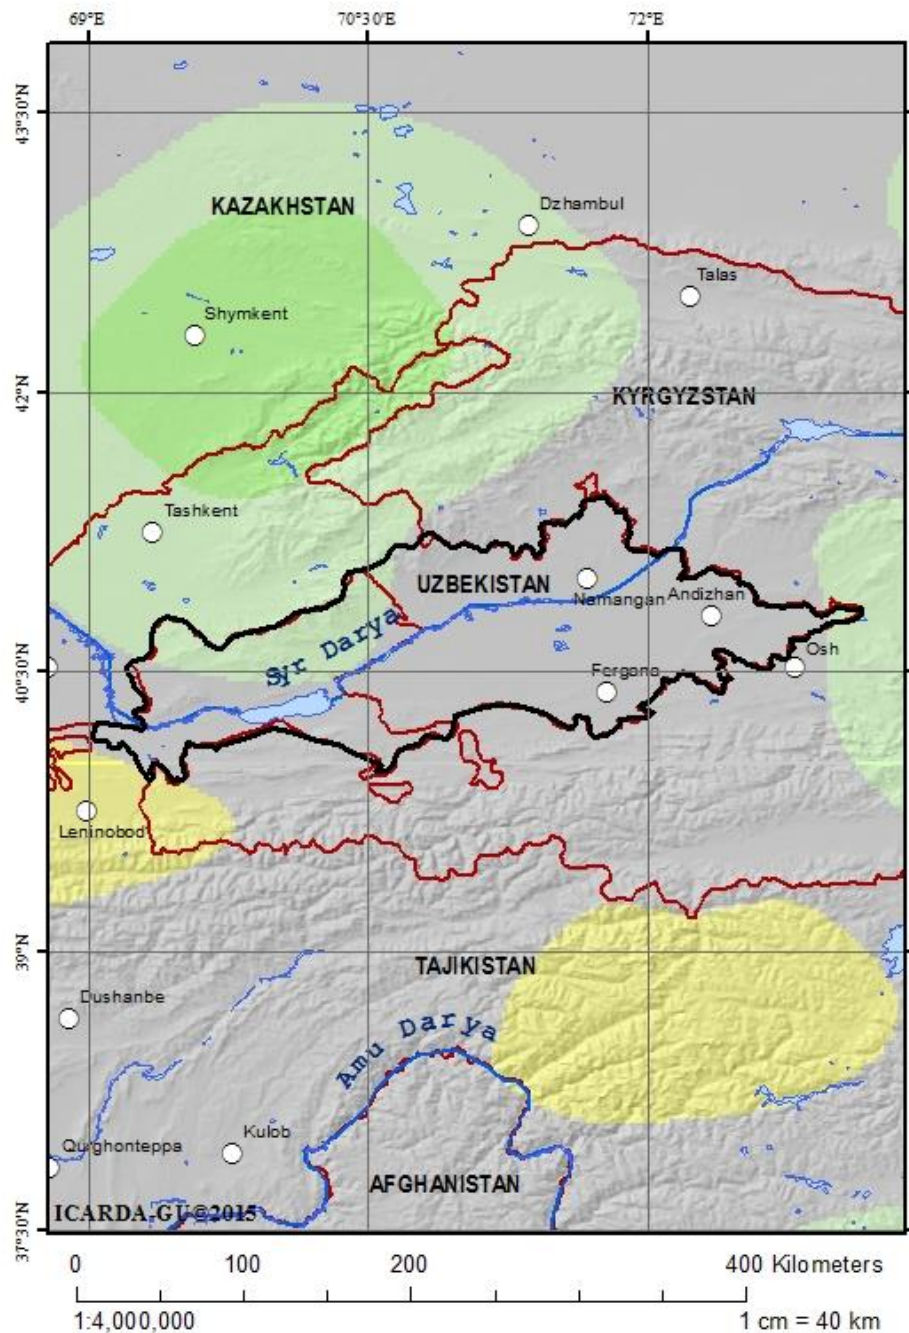 69°E 70°30'E 72°E
43°30'N
KAZAKHSTAN
Dzhambul
Talas
Shymkent
42°N
KYRGYZSTAN
Tashkent
UZBEKISTAN
Namangan
Andizhan
Syr Darya
40°30'N
Osh
Fergana
Leninobod
39°N
TAJIKISTAN
Dushanbe
Amu Darya
Kulob
Qurghonteppa
AFGHANISTAN
ICARDA-GU©2015
37°30'N
0 100 200 400 Kilometers
1:4,000,000 1 cm = 40 km